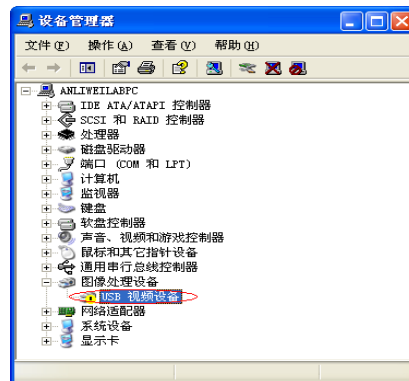 设备管理器
文件(F) 操作(A) 查看(V) 帮助(H)
ANLIWEILABPC
IDE ATA/ATAPI 控制器
SCSI 和 RAID 控制器
处理器
磁盘驱动器
端口 (COM 和 LPT)
计算机
监视器
键盘
软盘控制器
声音、视频和游戏控制器
鼠标和其它指针设备
通用串行总线控制器
图像处理设备
USB 视频设备
网络适配器
系统设备
显示卡